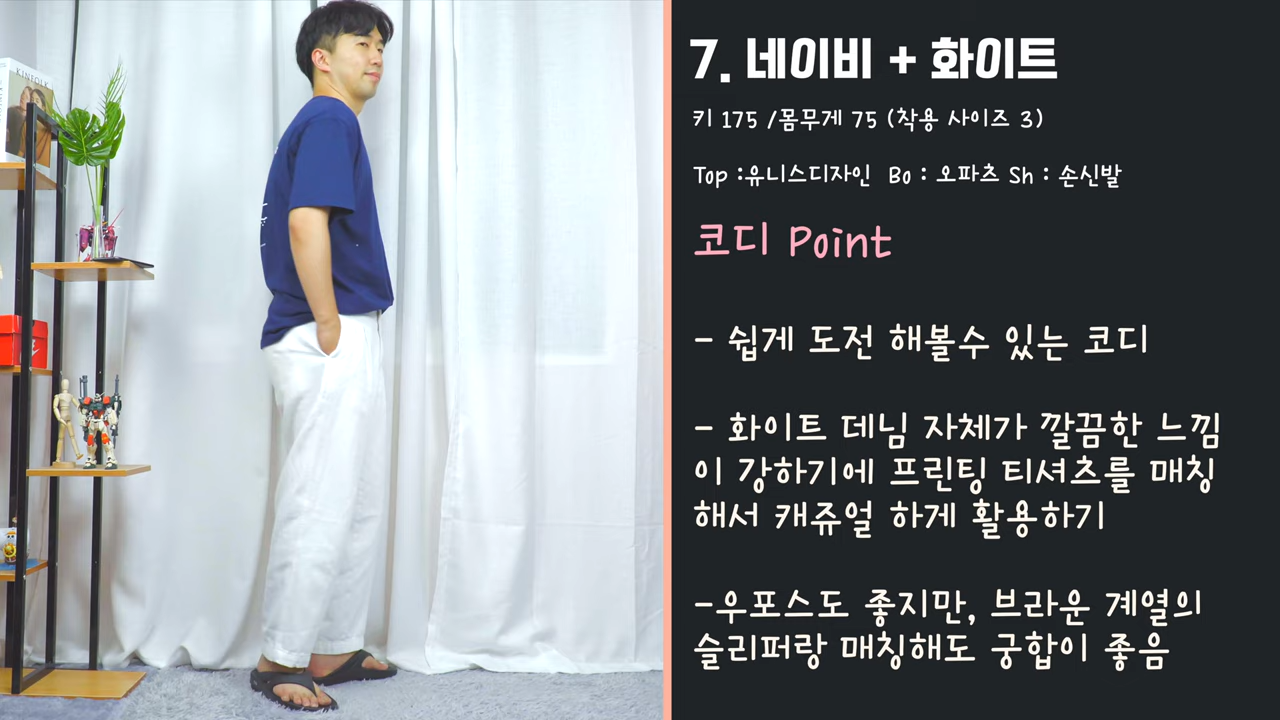 KINFOLK
7. 네이비 + 화이트
키 175 /몸무게 75 (착용 사이즈 3)
Top :유니스디자인 Bo : 오파츠 Sh : 손신발
코디 Point
- 쉽게 도전 해볼수 있는 코디
- 화이트 데님 자체가 깔끔한 느낌
이 강하기에 프린팅 티셔츠를 매칭
해서 캐쥬얼 하게 활용하기
-우포스도 좋지만, 브라운 계열의
슬리퍼랑 매칭해도 궁합이 좋음